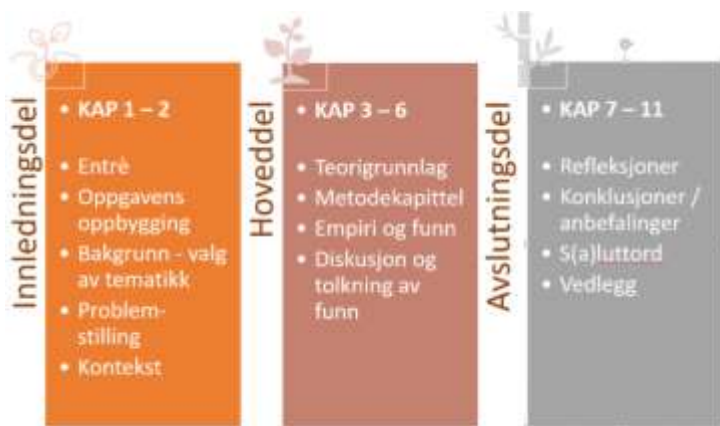 Innledningsdel
• KAP 1 – 2
• Entrè
• Oppgavens
oppbygging
• Bakgrunn - valg
av tematikk
• Problem-
stilling
• Kontekst
Hoveddel
• KAP 3 – 6
• Teorigrunnlag
• Metodekapittel
• Empiri og funn
• Diskusjon og
tolkning av
funn
Avslutningsdel
• KAP 7 – 11
• Refleksjoner
• Konklusjoner /
anbefalinger
• S(a)luttord
• Vedlegg